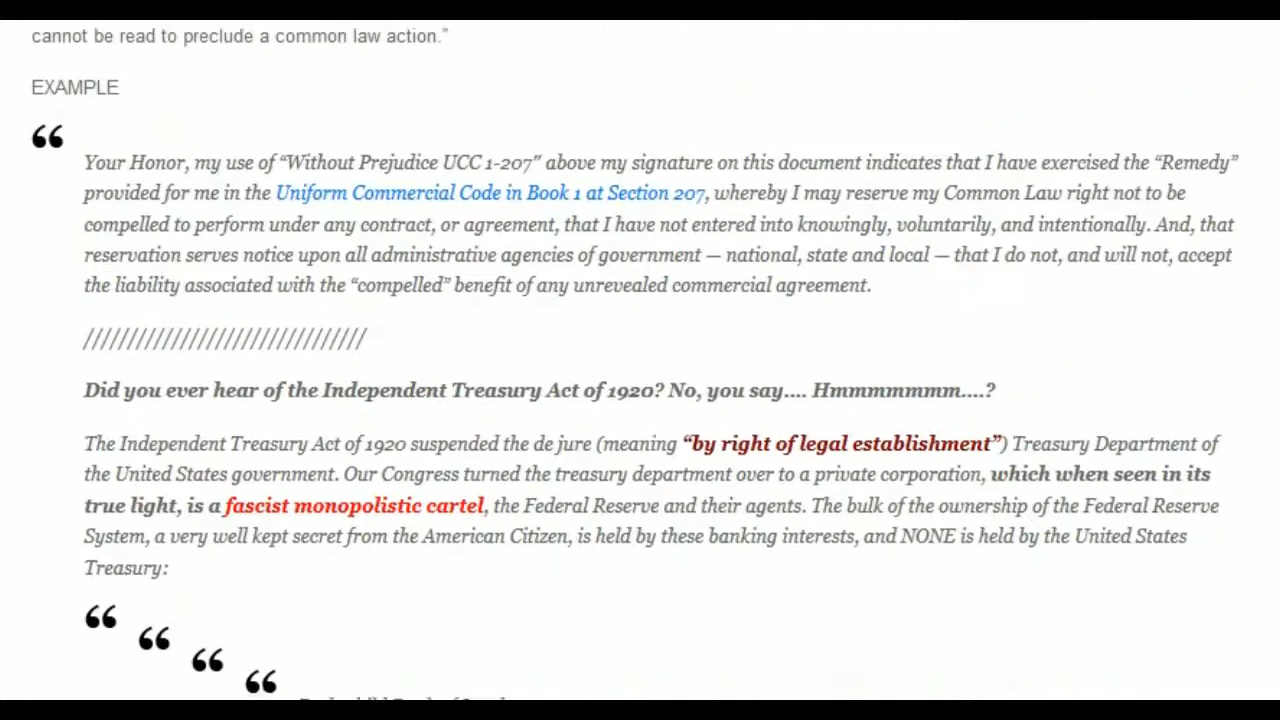 cannot be read to preclude a common law action.”
EXAMPLE
“
Your Honor, my use of “Without Prejudice UCC 1-207″ above my signature on this document indicates that I have exercised the “Remedy”
provided for me in the Uniform Commercial Code in Book 1 at Section 207, whereby I may reserve my Common Law right not to be
compelled to perform under any contract, or agreement, that I have not entered into knowingly, voluntarily, and intentionally. And, that
reservation serves notice upon all administrative agencies of government — national, state and local — that I do not, and will not, accept
the liability associated with the “compelled” benefit of any unrevealed commercial agreement.
////////////////////////////////
Did you ever hear of the Independent Treasury Act of 1920? No, you say…. Hmmmmmmm….?
The Independent Treasury Act of 1920 suspended the de jure (meaning “by right of legal establishment”) Treasury Department of
the United States government. Our Congress turned the treasury department over to a private corporation, which when seen in its
true light, is a fascist monopolistic cartel, the Federal Reserve and their agents. The bulk of the ownership of the Federal Reserve
System, a very well kept secret from the American Citizen, is held by these banking interests, and NONE is held by the United States
Treasury:
“
“
“
“